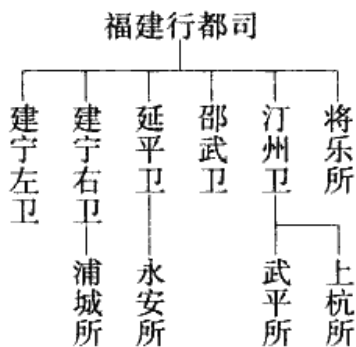 福建行都司
建宁左卫
建宁右卫
延平卫
邵武卫
汀州卫
将乐所
浦城所
永安所
武平所
上杭所